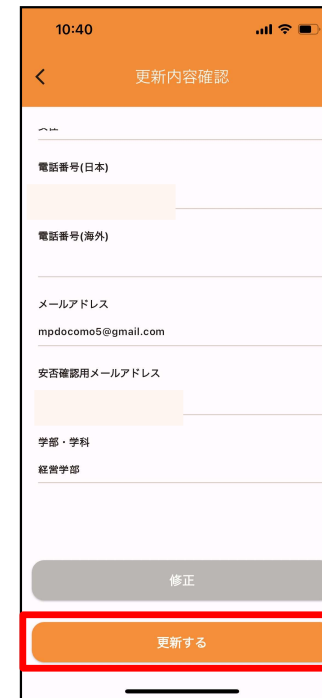 10:40
更新内容確認
電話番号(日本)
電話番号(海外)
メールアドレス
mpdocomo5@gmail.com
安否確認用メールアドレス
学部・学科
経営学部
修正
更新する